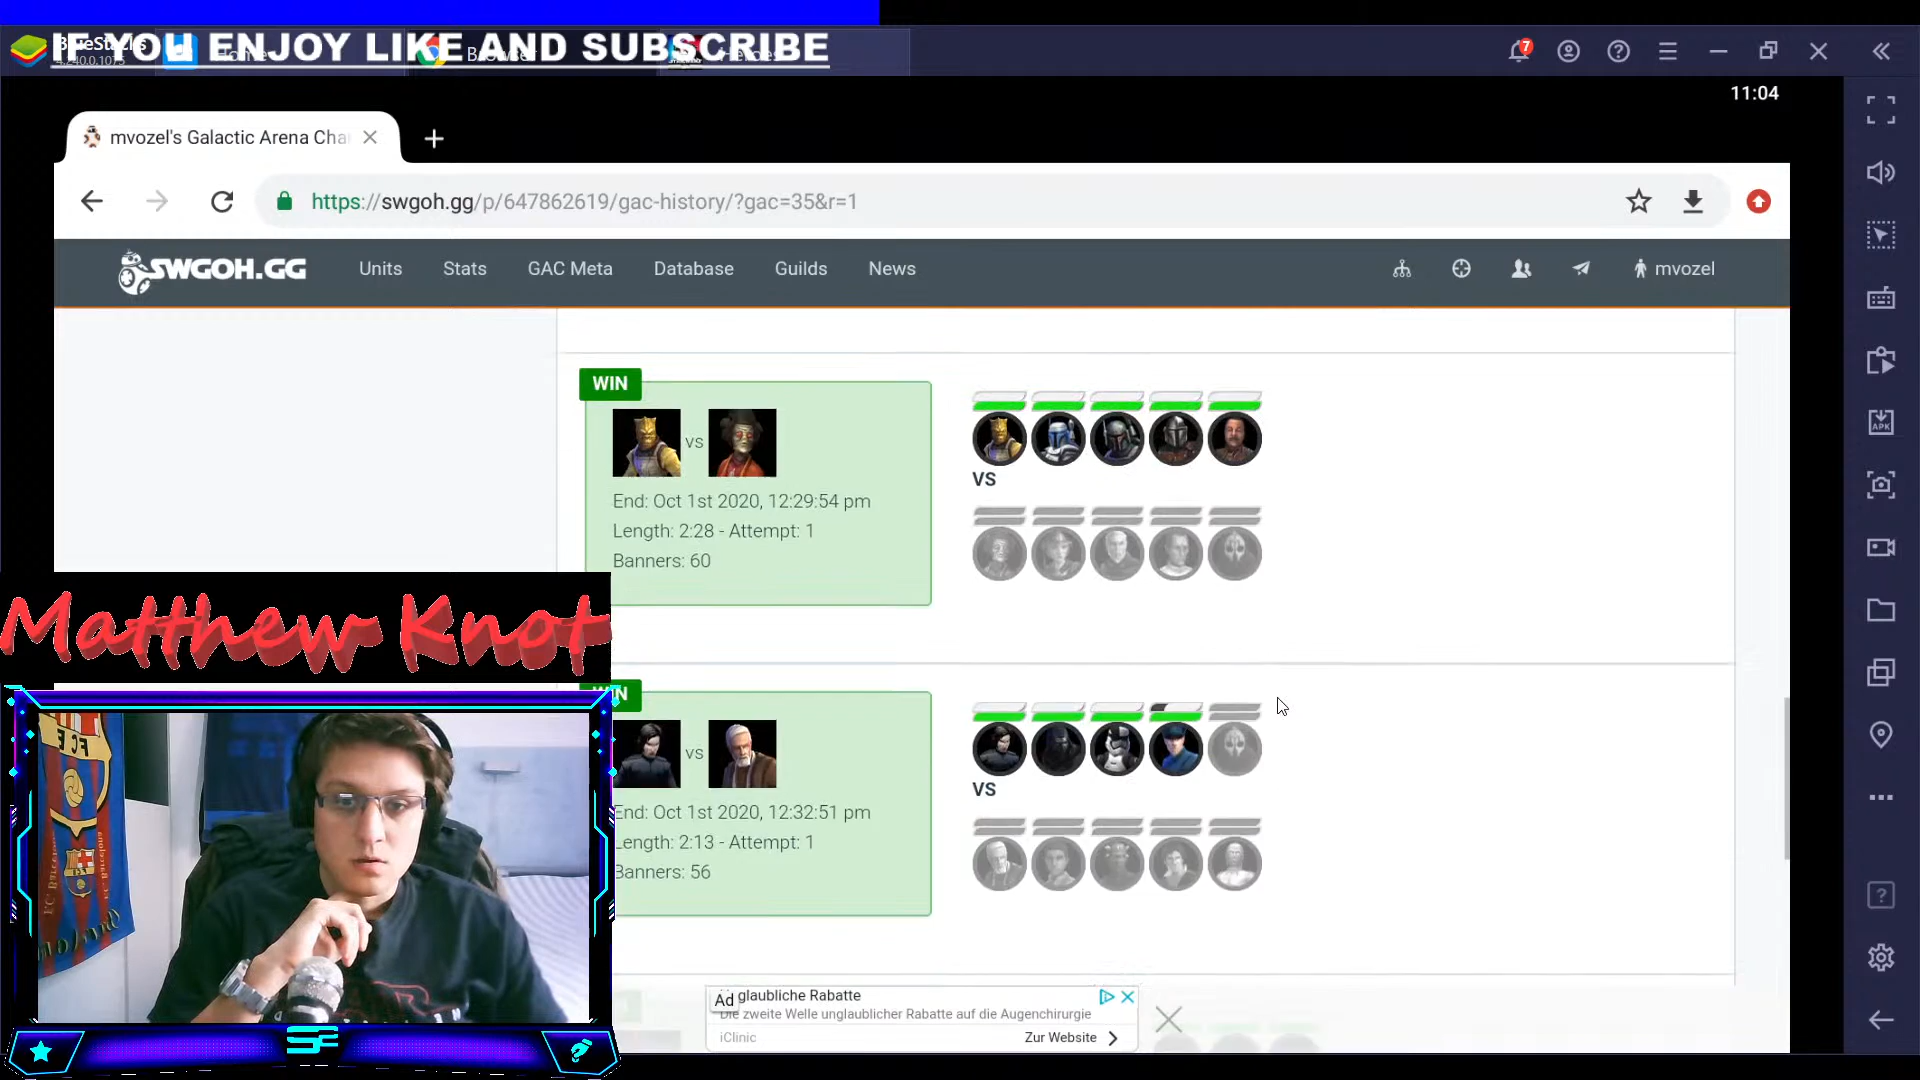 IF YOU ENJOY LIKE AND SUBSCRIBE
7
11:04
mvozel's Galactic Arena Cha
https://swgoh.gg/p/647862619/gac-history/?gac=35&r=1
SWGOH.GG
Units
Stats
GAC Meta
Database
Guilds
News
mvozel
WIN
vs
VS
End: Oct 1st 2020, 12:29:54 pm
Length: 2:28 - Attempt: 1
Banners: 60
Matthew Knot
WIN
vs
VS
End: Oct 1st 2020, 12:32:51 pm
Length: 2:13 - Attempt: 1
Banners: 56
Ad
glaubliche Rabatte
Die zweite Welle unglaublicher Rabatte auf die Augenchirurgie
iClinic
Zur Website
APK